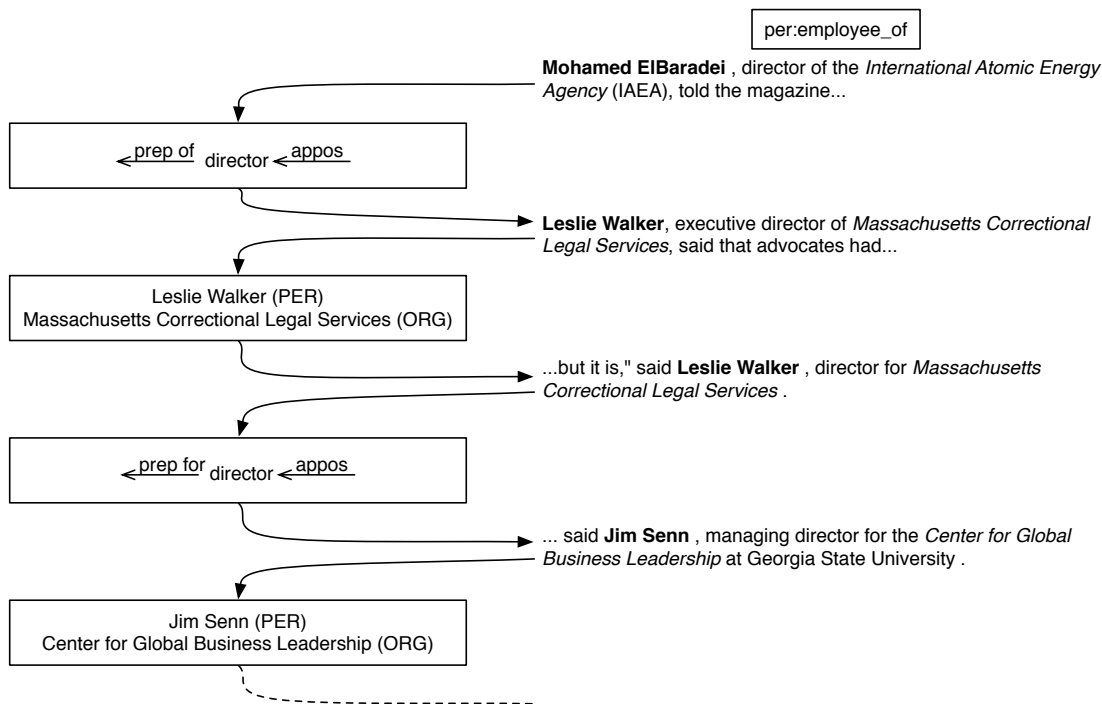 per:employee_of
Mohamed ElBaradei , director of the International Atomic Energy
Agency (IAEA), told the magazine...
prep of director appos
Leslie Walker, executive director of Massachusetts Correctional
Legal Services, said that advocates had...
Leslie Walker (PER)
Massachusetts Correctional Legal Services (ORG)
...but it is," said Leslie Walker , director for Massachusetts
Correctional Legal Services .
prep for director appos
... said Jim Senn , managing director for the Center for Global
Business Leadership at Georgia State University .
Jim Senn (PER)
Center for Global Business Leadership (ORG)